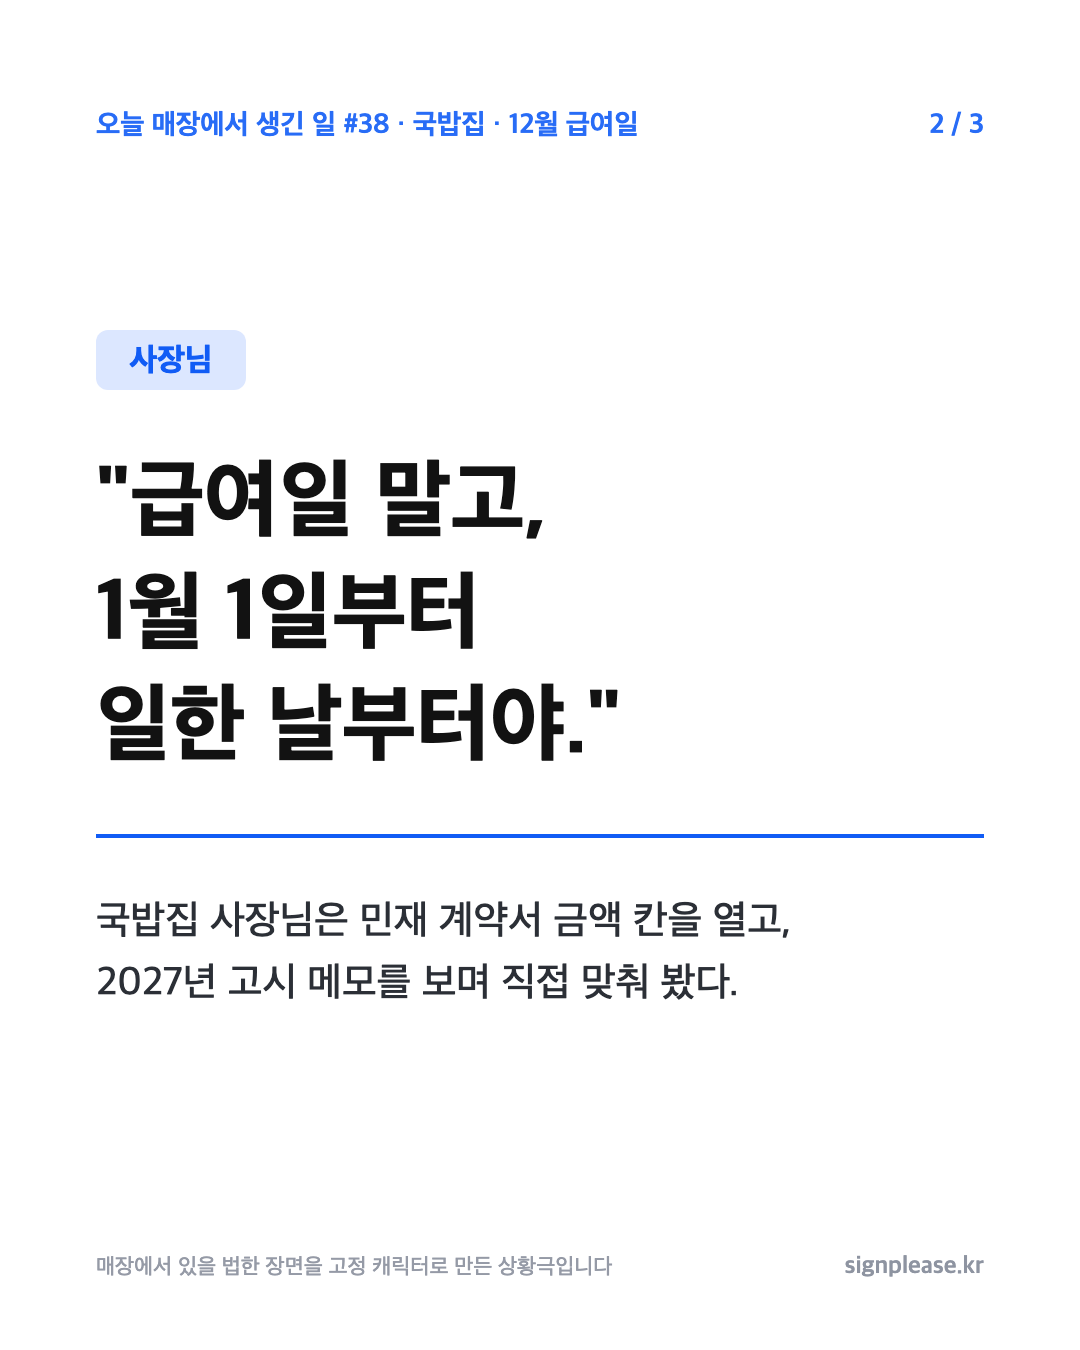 오늘 매장에서 생긴 일 #38 · 국밥집 · 12월 급여일
2 / 3
사장님
"급여일 말고,
1월 1일부터
일한 날부터야."
국밥집 사장님은 민재 계약서 금액 칸을 열고,
2027년 고시 메모를 보며 직접 맞춰 봤다.
매장에서 있을 법한 장면을 고정 캐릭터로 만든 상황극입니다
signplease.kr